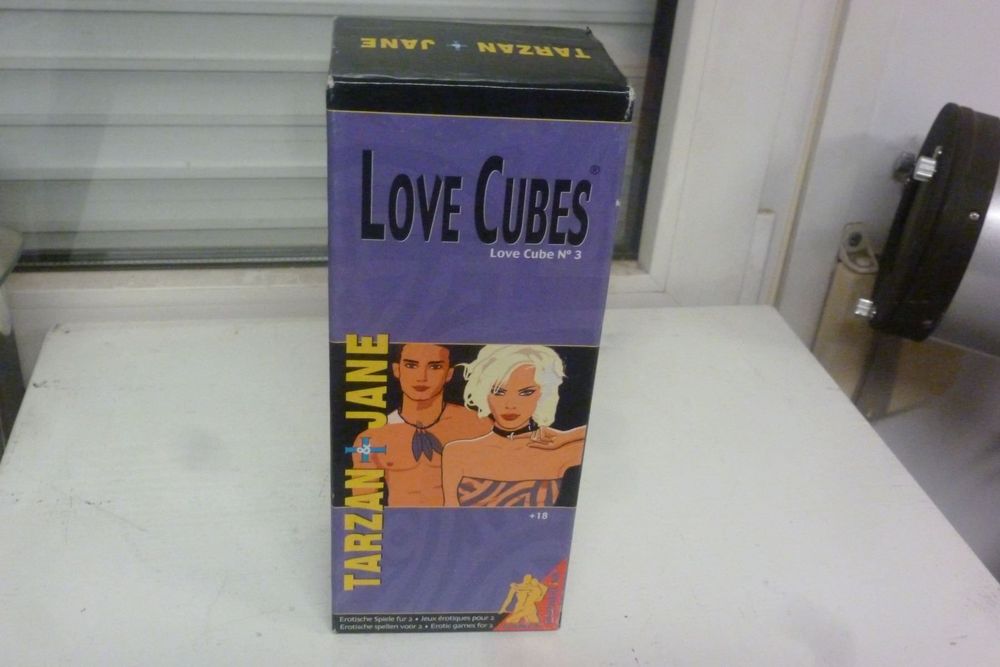 TARZAN & JANE
LOVE CUBES®
Love Cube Nº 3
TARZAN & JANE
+18
Erotische Spiele für 2 • Jeux érotiques pour 2
Erotische spellen voor 2 • Erotic games for 2